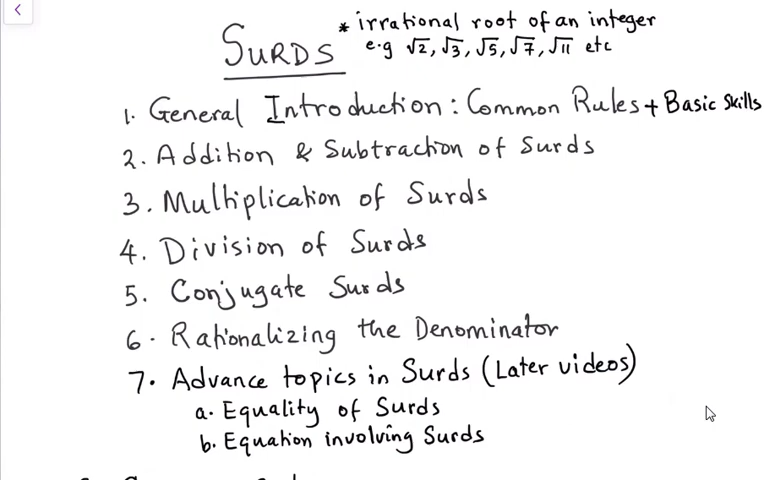 * irrational root of an integer
SURDS e.g √2, √3, √5, √7, √11 etc
1. General Introduction: Common Rules + Basic Skills
2. Addition & Subtraction of Surds
3. Multiplication of Surds
4. Division of Surds
5. Conjugate Surds
6. Rationalizing the Denominator
7. Advance topics in Surds (Later videos)
a. Equality of Surds
b. Equation involving Surds